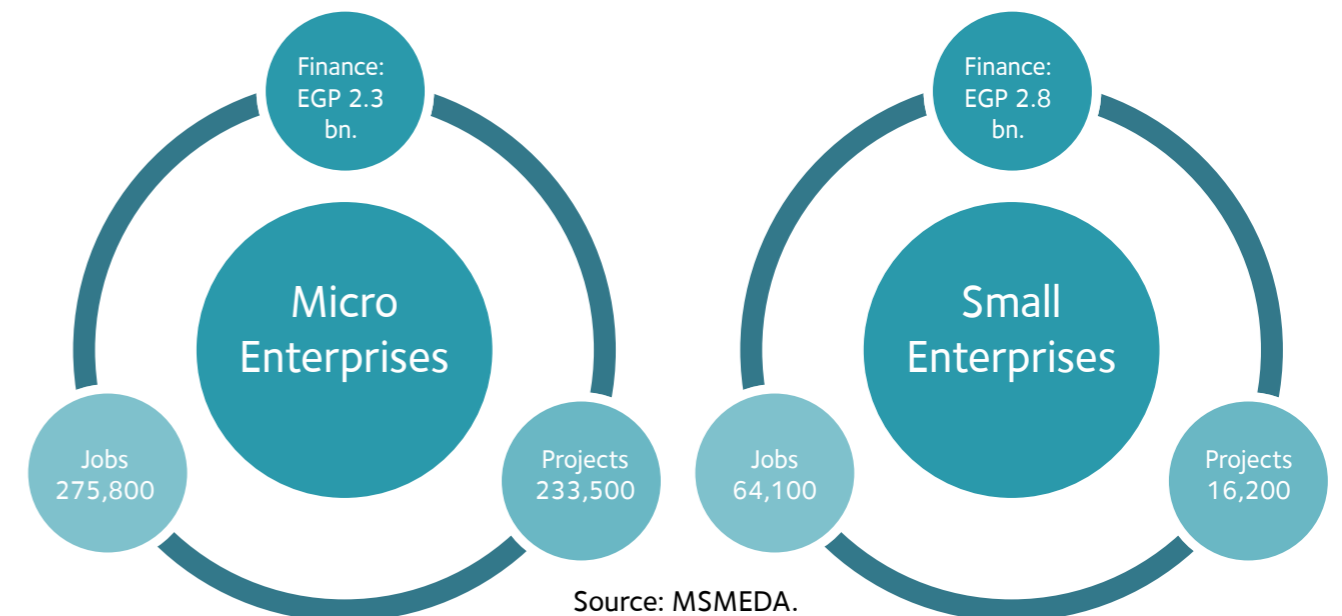 Finance:
EGP 2.3
bn.
Micro
Enterprises
Jobs
275,800
Projects
233,500
Finance:
EGP 2.8
bn.
Small
Enterprises
Jobs
64,100
Projects
16,200
Source: MSMEDA.